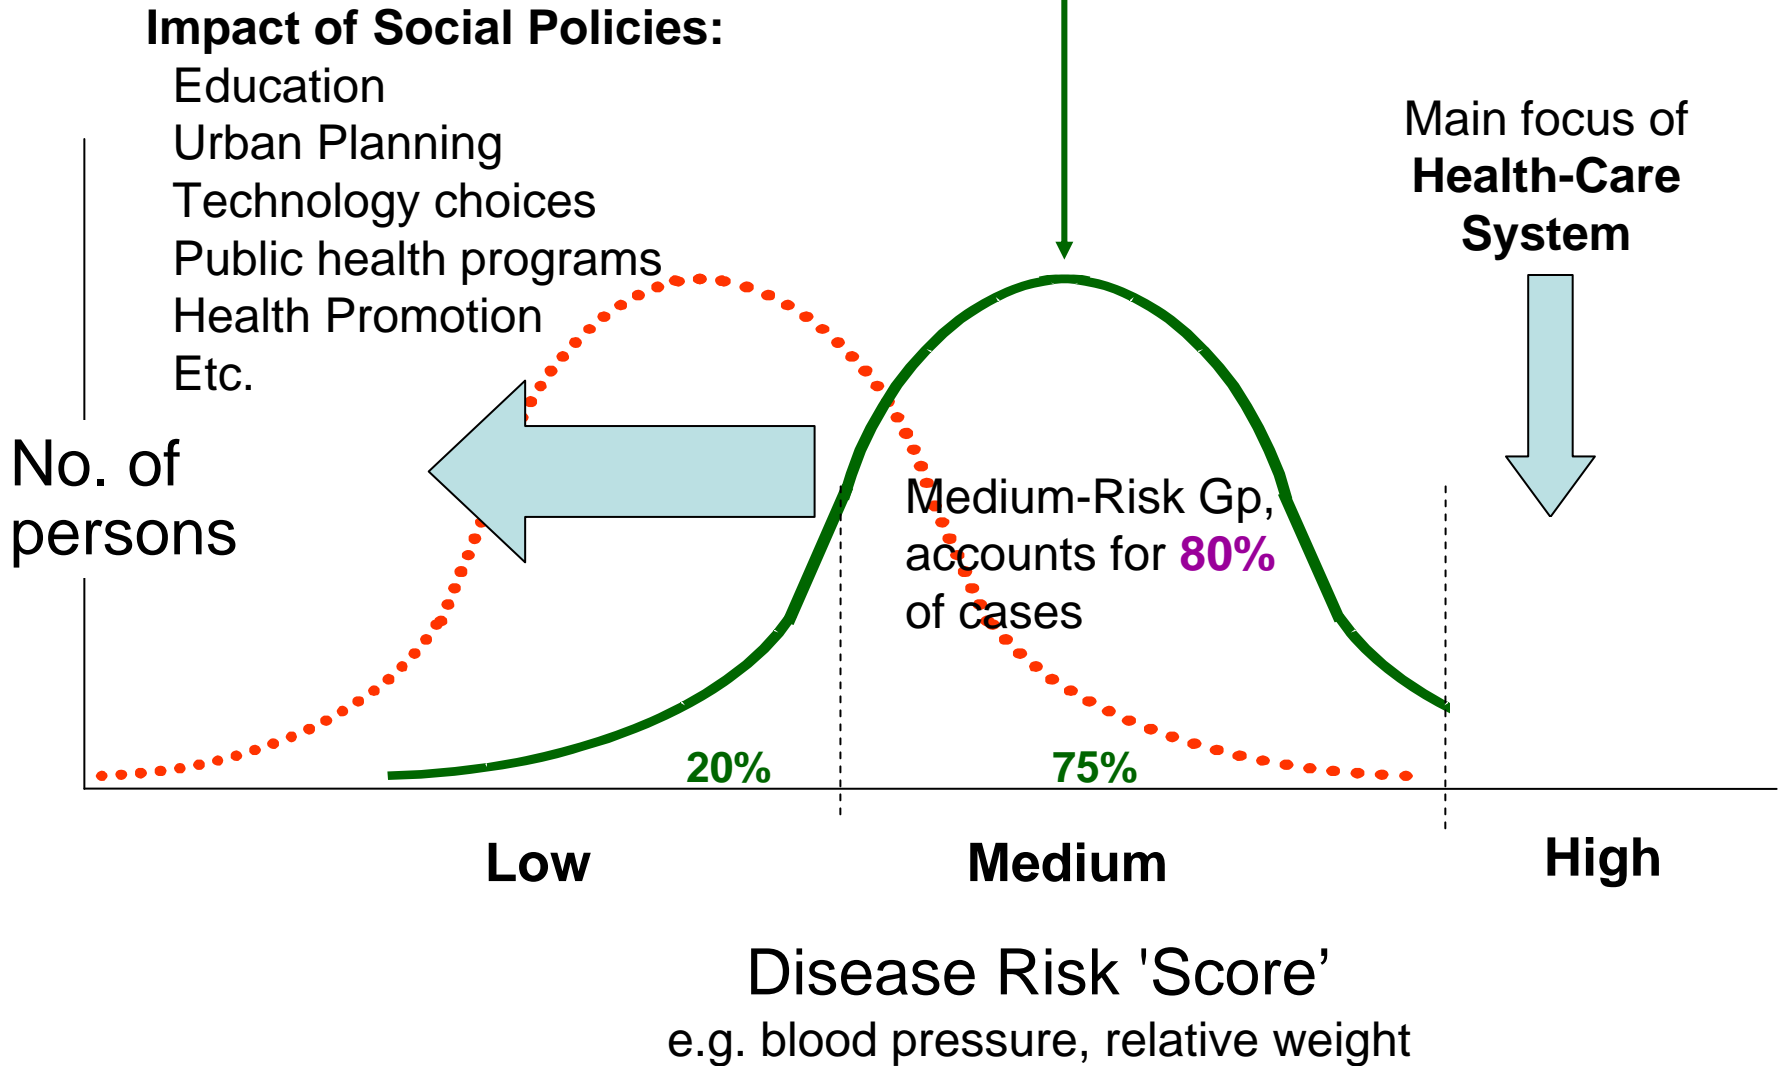 Impact of Social Policies:
Education
Urban Planning
Technology choices
Public health programs
Health Promotion
Etc.
Main focus of
Health-Care
System
No. of
persons
Medium-Risk Gp,
accounts for 80%
of cases
20%
75%
Low
Medium
High
Disease Risk 'Score’
e.g. blood pressure, relative weight